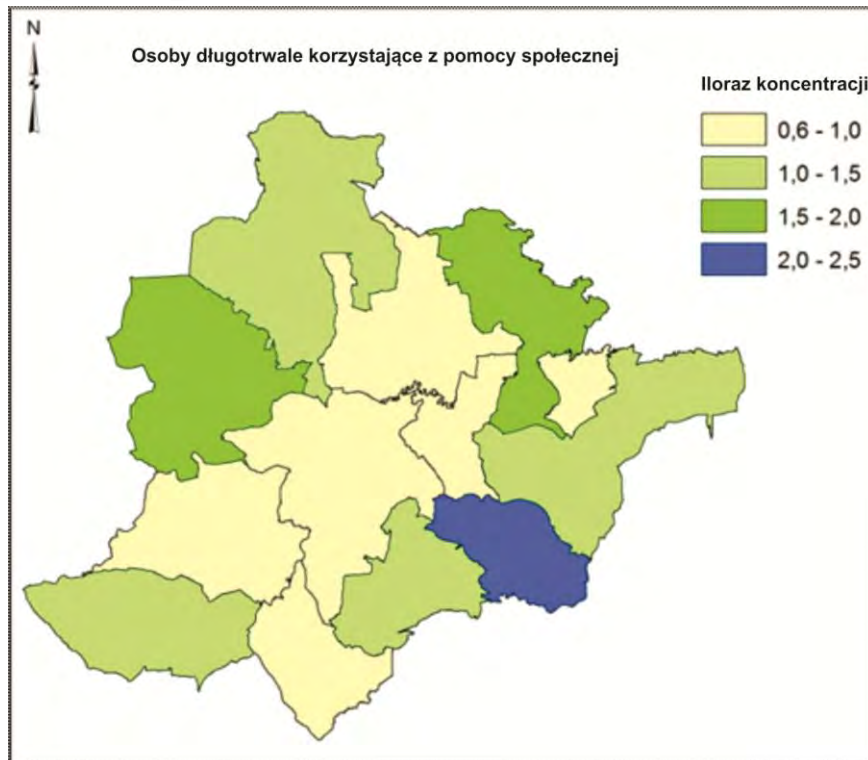 N
Osoby długotrwale korzystające z pomocy społecznej
Iloraz koncentracji
0,6 - 1,0
1,0 - 1,5
1,5 - 2,0
2,0 - 2,5